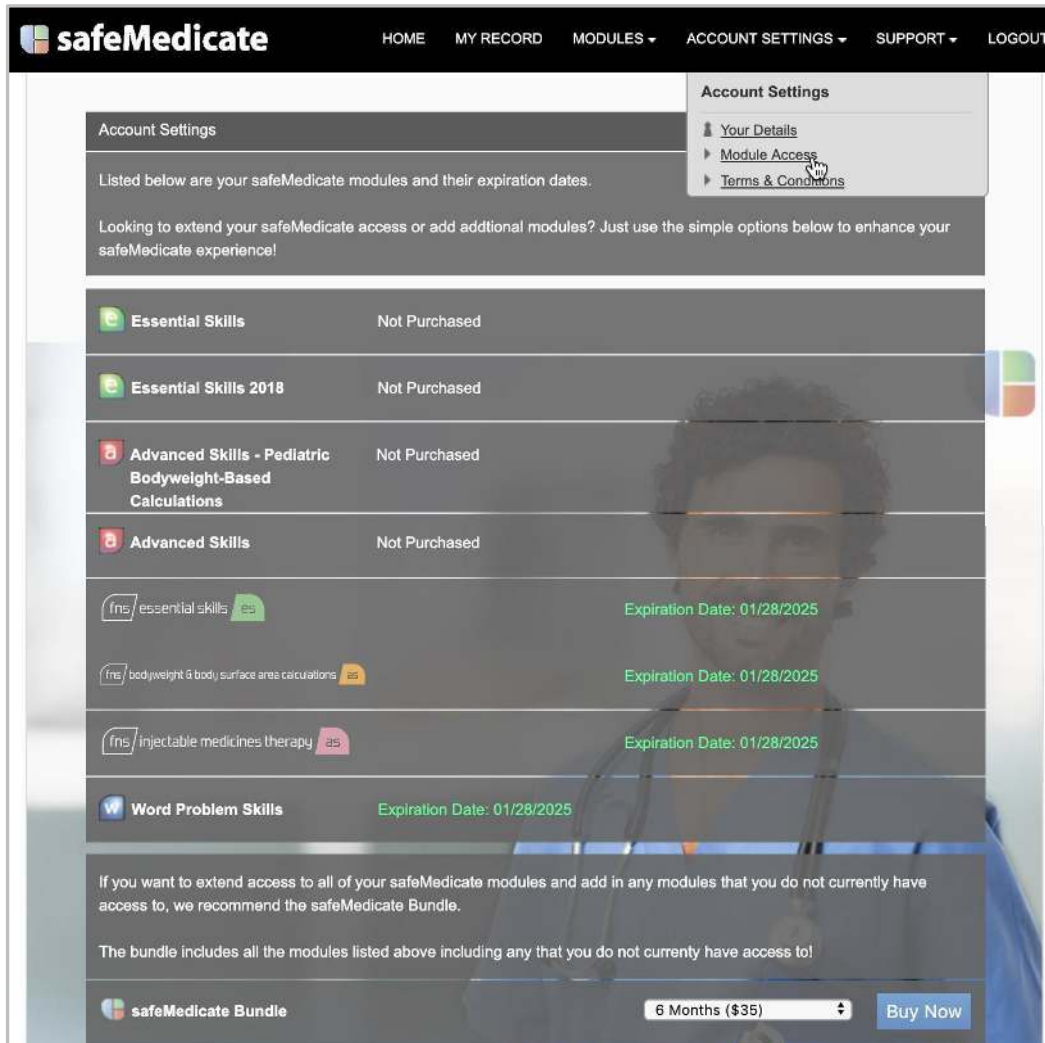 safeMedicate
HOME MY RECORD MODULES ACCOUNT SETTINGS SUPPORT LOGOUT
Account Settings
Your Details
Module Access
Terms & Conditions
Account Settings
Listed below are your safeMedicate modules and their expiration dates.
Looking to extend your safeMedicate access or add addtional modules? Just use the simple options below to enhance your
safeMedicate experience!
e Essential Skills Not Purchased
e Essential Skills 2018 Not Purchased
a Advanced Skills - Pediatric Not Purchased
Bodyweight-Based
Calculations
a Advanced Skills Not Purchased
fns essential skills es Expiration Date: 01/28/2025
fns bodyweight & body surface area calculations as Expiration Date: 01/28/2025
fns injectable medicines therapy as Expiration Date: 01/28/2025
W Word Problem Skills Expiration Date: 01/28/2025
If you want to extend access to all of your safeMedicate modules and add in any modules that you do not currently have
access to, we recommend the safeMedicate Bundle.
The bundle includes all the modules listed above including any that you do not currenty have access to!
safeMedicate Bundle 6 Months ($35) Buy Now